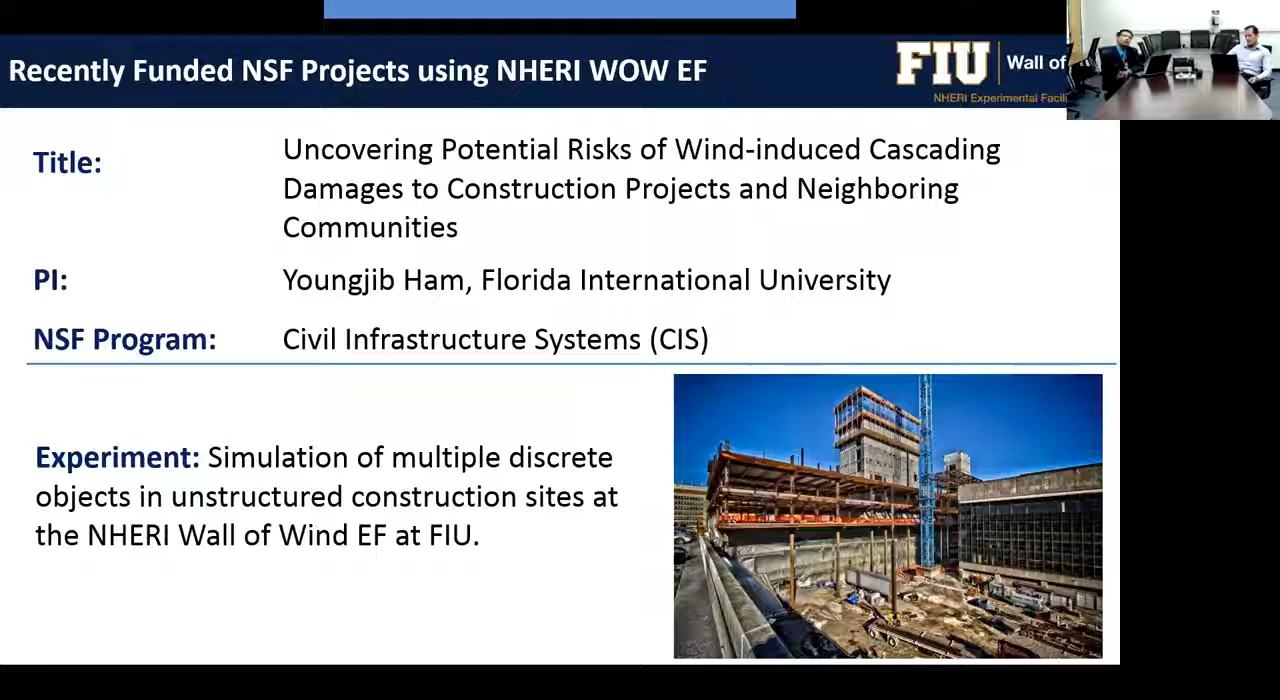 Recently Funded NSF Projects using NHERI WOW EF
FIU
Wall of
NHERI Experimental
Title:
Uncovering Potential Risks of Wind-induced Cascading
Damages to Construction Projects and Neighboring
Communities
PI:
Youngjib Ham, Florida International University
NSF Program:
Civil Infrastructure Systems (CIS)
Experiment: Simulation of multiple discrete
objects in unstructured construction sites at
the NHERI Wall of Wind EF at FIU.